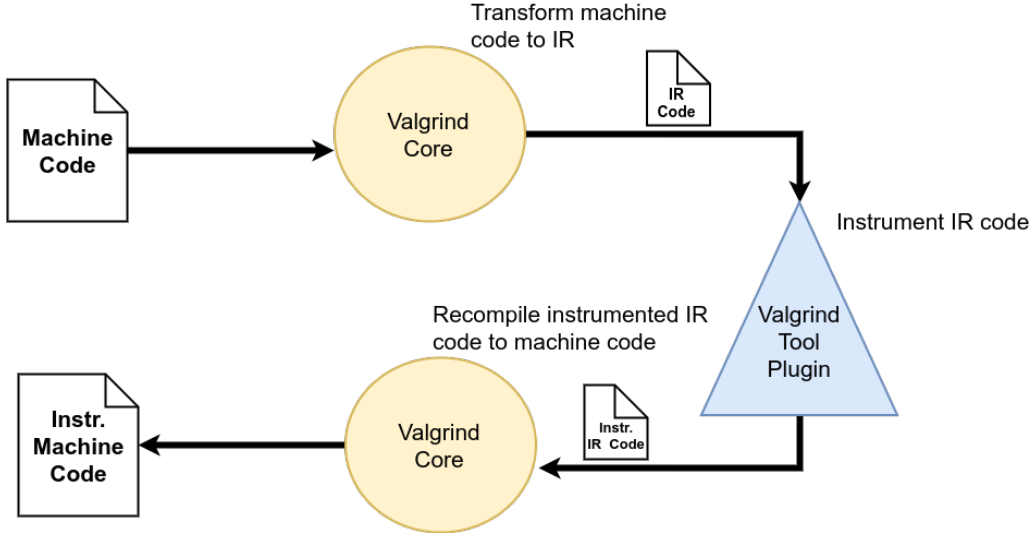 Transform machine
code to IR
Machine
Code
Valgrind
Core
IR
Code
Instrument IR code
Valgrind
Tool
Plugin
Recompile instrumented IR
code to machine code
Instr.
IR Code
Valgrind
Core
Instr.
Machine
Code